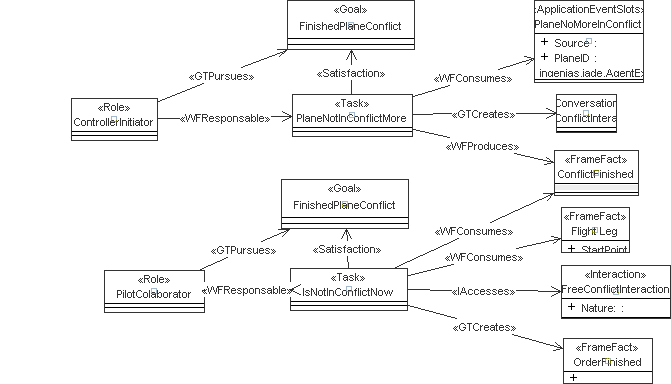 «Goal»
FinishedPlaneConflict
ApplicationEventSlots
PlaneNoMoreInConflict
+ Source :
+ PlaneID :
ingenias.jade.AgentE
«GTPursues»
«Satisfaction»
«WFConsumes»
«Role»
ControllerInitiator
«WFResponsable»
«Task»
PlaneNotInConflictMore
«GTCreates»
Conversation
ConflictIntera
«WFProduces»
«FrameFact»
ConflictFinished
«Goal»
FinishedPlaneConflict
«FrameFact»
Flight Leg
+ StartPoint
«GTPursues»
«Satisfaction»
«WFConsumes»
«WFConsumes»
«Role»
PilotColaborator
«WFResponsable»
«Task»
IsNotInConflictNow
«IAccesses»
«Interaction»
FreeConflictInteraction
+ Nature: :
«GTCreates»
«FrameFact»
OrderFinished
+